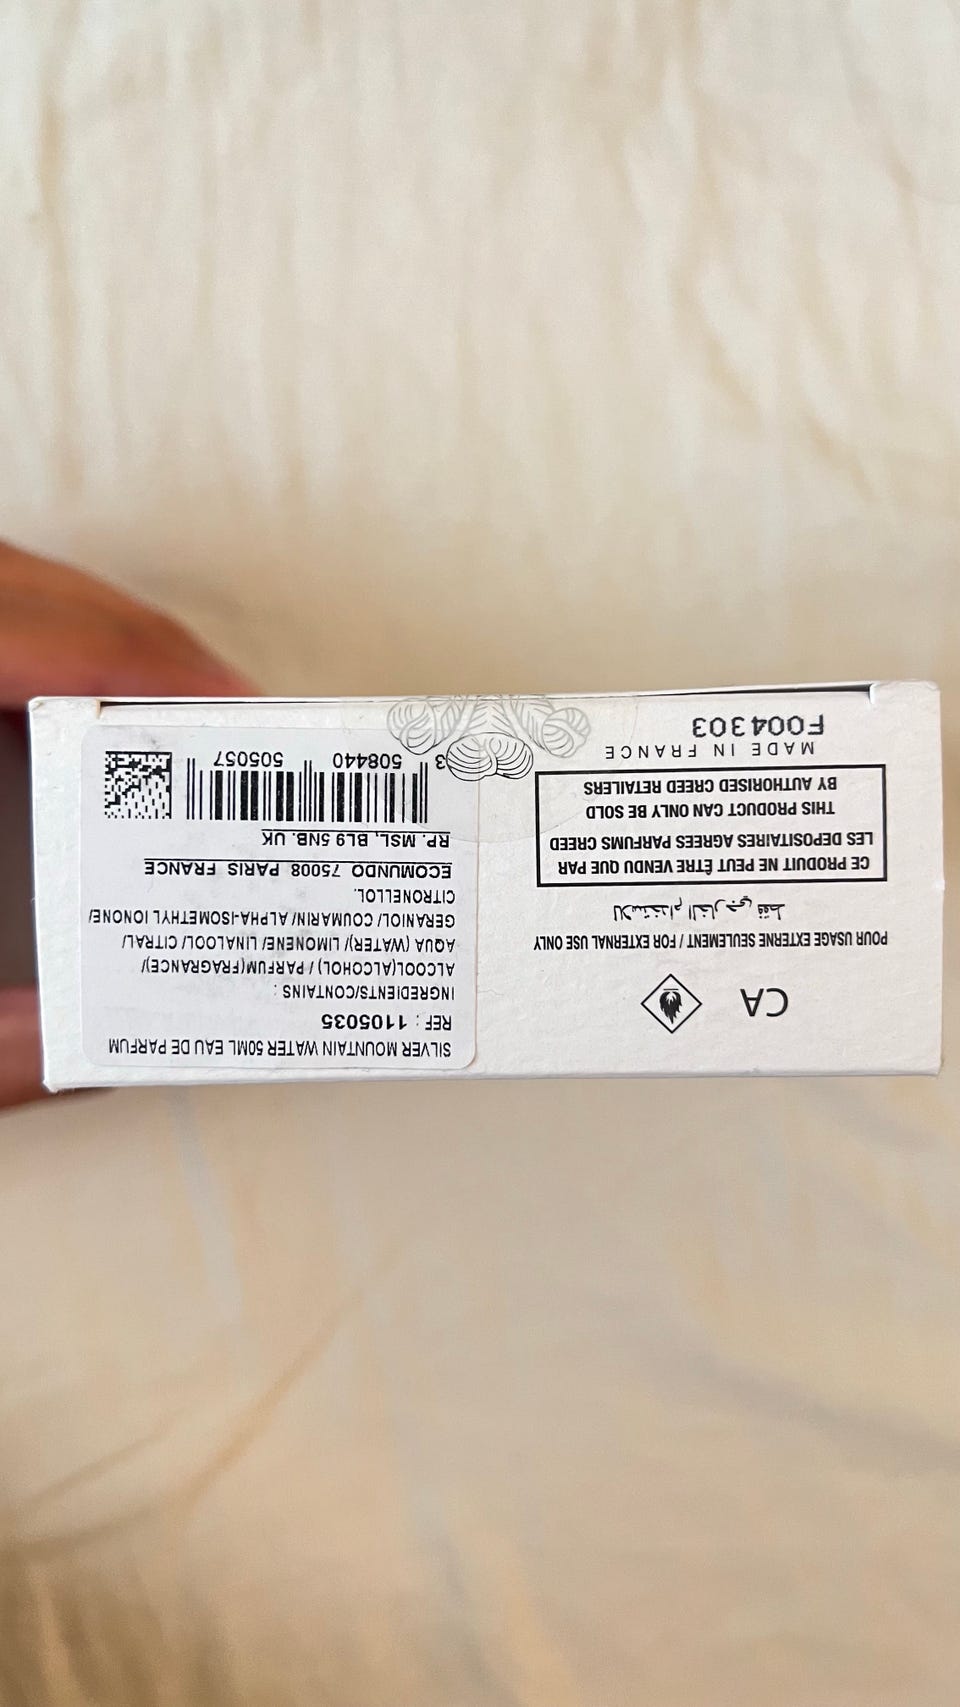 CA
POUR USAGE EXTERNE SEULEMENT / FOR EXTERNAL USE ONLY
للاستخدام الخارجي فقط
CE PRODUIT NE PEUT ÊTRE VENDU QUE PAR
LES DEPOSITAIRES AGREES PARFUMS CREED
THIS PRODUCT CAN ONLY BE SOLD
BY AUTHORISED CREED RETAILERS
MADE IN FRANCE
F004303
SILVER MOUNTAIN WATER 50ML EAU DE PARFUM
REF : 1105035
INGREDIENTS/CONTAINS :
ALCOOL(ALCOHOL) / PARFUM(FRAGRANCE)/
AQUA (WATER)/ LIMONENE/ LINALOOL/ CITRAL/
GERANIOL/ COUMARIN/ ALPHA-ISOMETHYL IONONE/
CITRONELLOL.
ECOMUNDO 75008 PARIS FRANCE
RP. MSL, BL9 5NB. UK
3 508440 505057